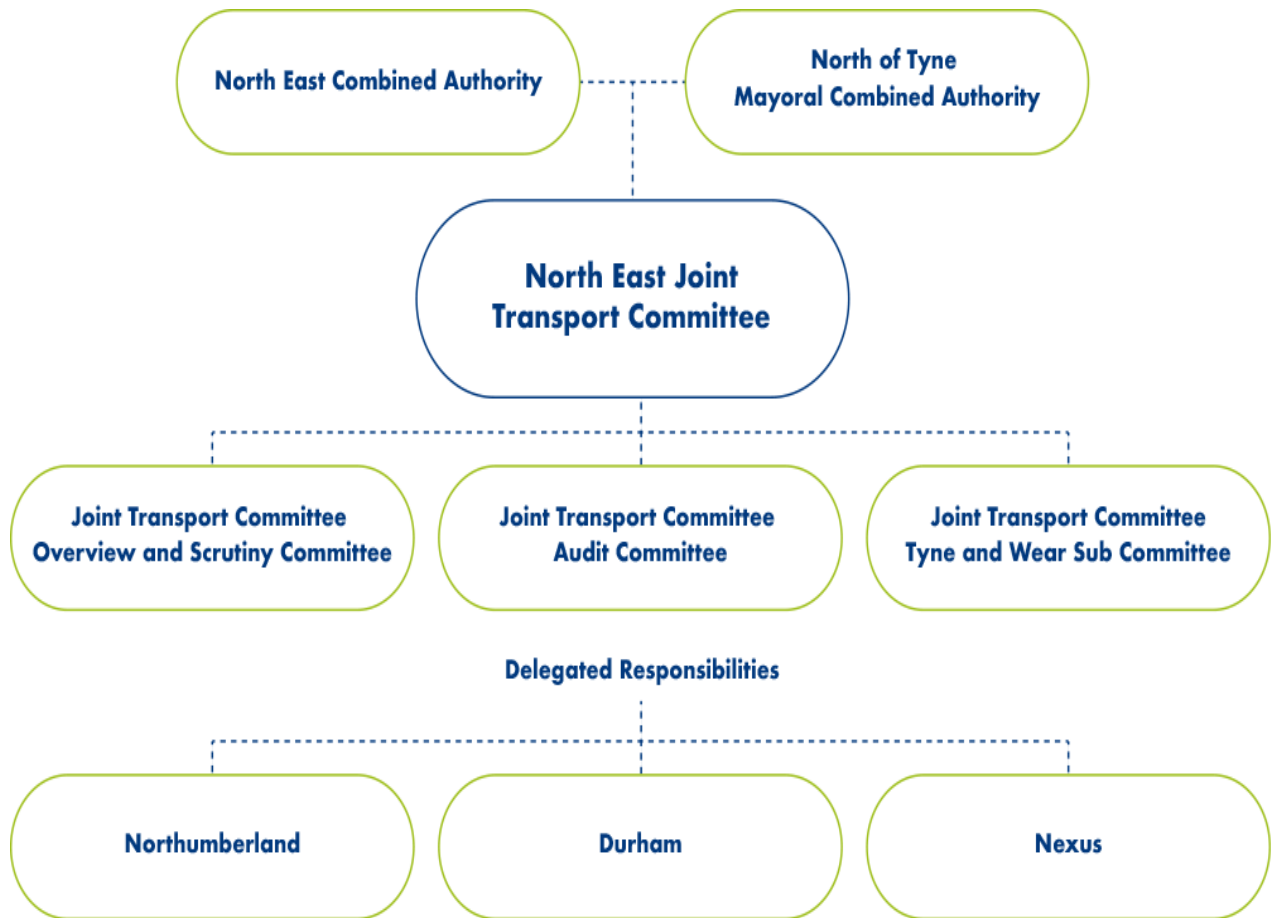 North East Combined Authority
North of Tyne
Mayoral Combined Authority
North East Joint
Transport Committee
Joint Transport Committee
Overview and Scrutiny Committee
Joint Transport Committee
Audit Committee
Joint Transport Committee
Tyne and Wear Sub Committee
Delegated Responsibilities
Northumberland
Durham
Nexus